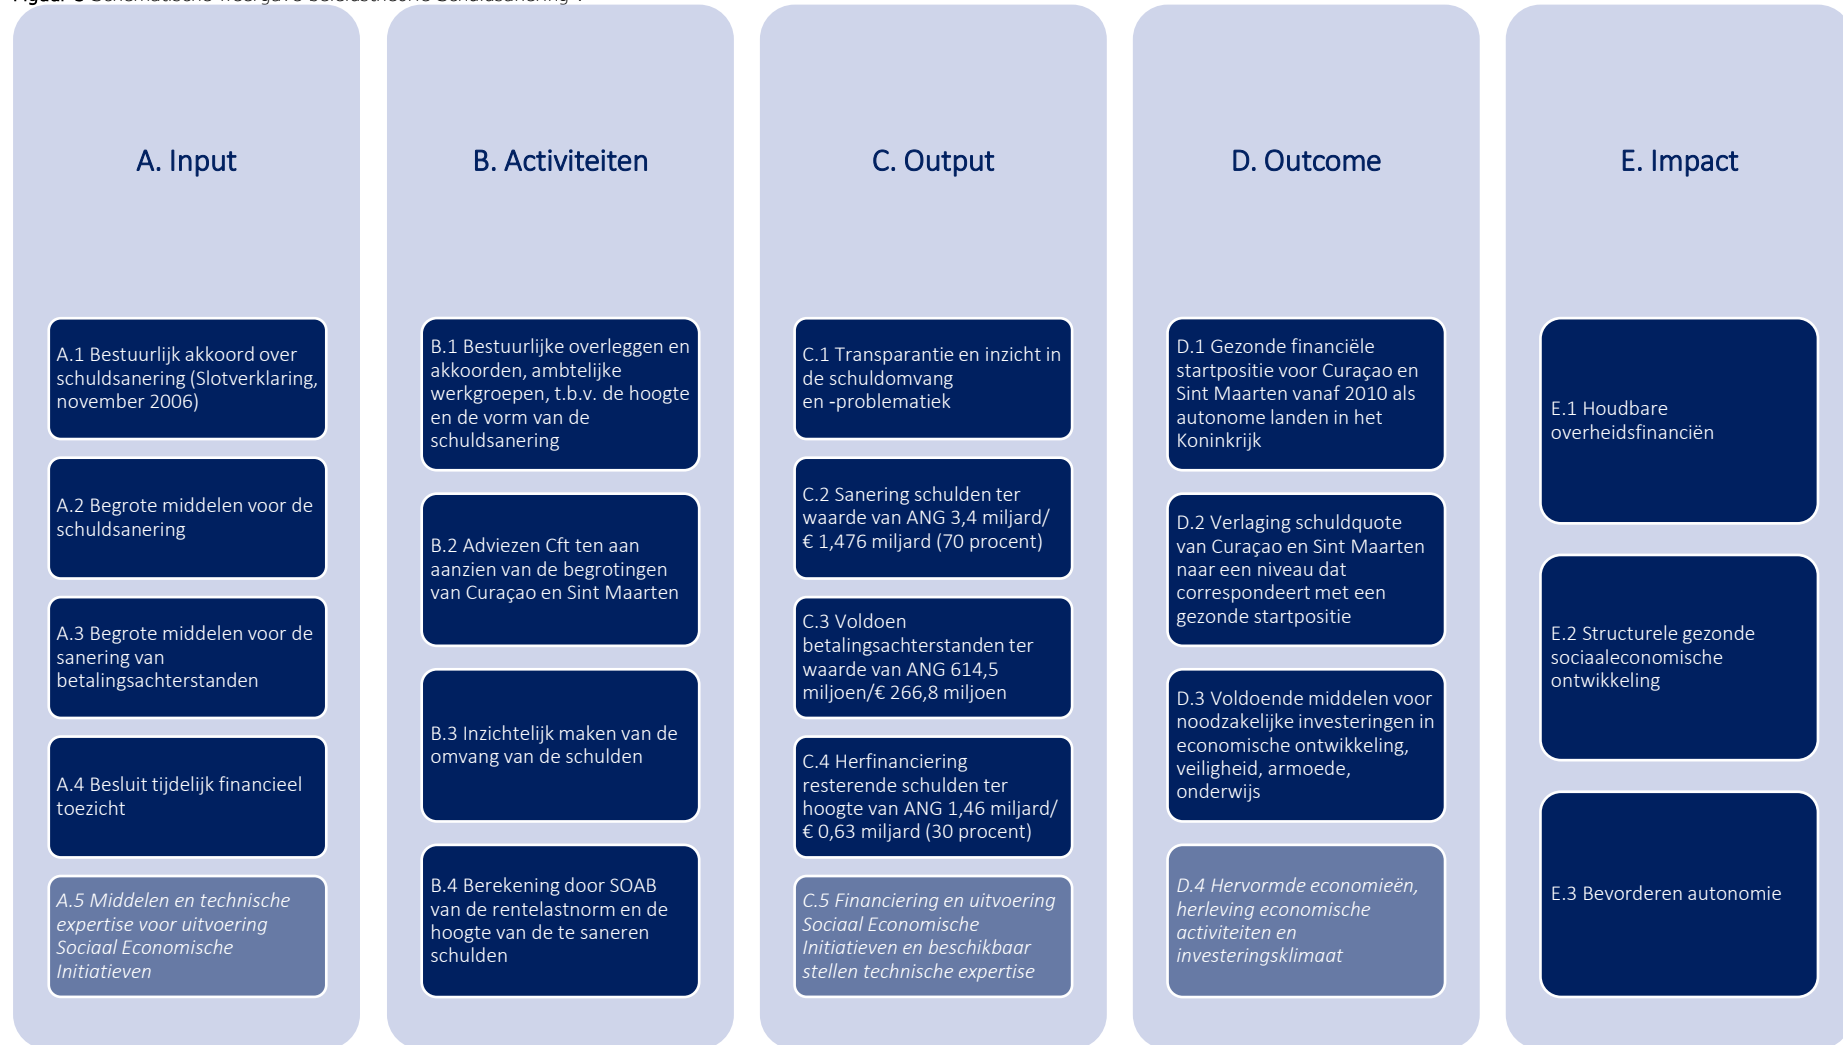 A. Input
A.1 Bestuurlijk akkoord over
schuldsanering (Slotverklaring,
november 2006)
A.2 Begrote middelen voor de
schuldsanering
A.3 Begrote middelen voor de
sanering van
betalingsachterstanden
A.4 Besluit tijdelijk financieel
toezicht
A.5 Middelen en technische
expertise voor uitvoering
Sociaal Economische
Initiatieven
B. Activiteiten
B.1 Bestuurlijke overleggen en
akkoorden, ambtelijke
werkgroepen, t.b.v. de hoogte
en de vorm van de
schuldsanering
B.2 Adviezen Cft ten aan
aanzien van de begrotingen
van Curaçao en Sint Maarten
B.3 Inzichtelijk maken van de
omvang van de schulden
B.4 Berekening door SOAB
van de rentelastnorm en de
hoogte van de te saneren
schulden
C. Output
C.1 Transparantie en inzicht in
de schuldomvang
en -problematiek
C.2 Sanering schulden ter
waarde van ANG 3,4 miljard/
€ 1,476 miljard (70 procent)
C.3 Voldoen
betalingsachterstanden ter
waarde van ANG 614,5
miljoen/€ 266,8 miljoen
C.4 Herfinanciering
resterende schulden ter
hoogte van ANG 1,46 miljard/
€ 0,63 miljard (30 procent)
C.5 Financiering en uitvoering
Sociaal Economische
Initiatieven en beschikbaar
stellen technische expertise
D. Outcome
D.1 Gezonde financiële
startpositie voor Curaçao en
Sint Maarten vanaf 2010 als
autonome landen in het
Koninkrijk
D.2 Verlaging schuldquote
van Curaçao en Sint Maarten
naar een niveau dat
correspondeert met een
gezonde startpositie
D.3 Voldoende middelen voor
noodzakelijke investeringen in
economische ontwikkeling,
veiligheid, armoede,
onderwijs
D.4 Hervormde economieën,
herleving economische
activiteiten en
investeringsklimaat
E. Impact
E.1 Houdbare
overheidsfinanciën
E.2 Structurele gezonde
sociaaleconomische
ontwikkeling
E.3 Bevorderen autonomie